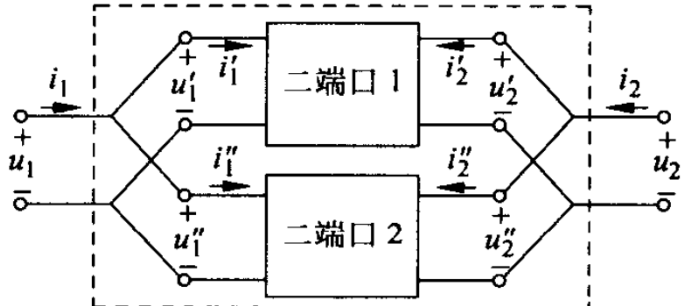 i₁ + u₁ −
+ u₁′ − i₁′ 二端口 1 i₂′ + u₂′ −
i₂ + u₂ −
+ u₁″ − i₁″ 二端口 2 i₂″ + u₂″ −